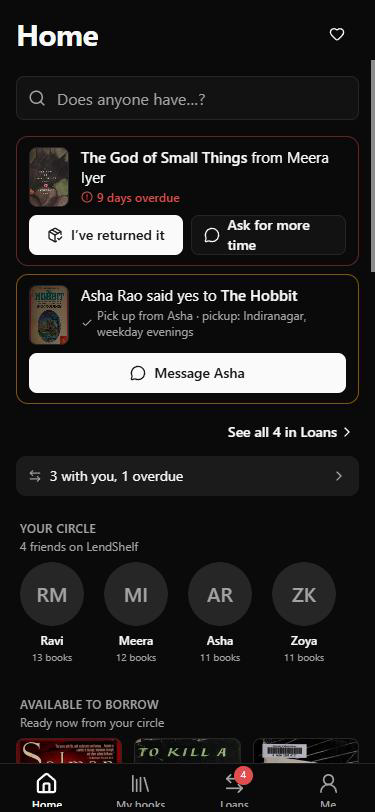 Home
Does anyone have...?
The God of Small Things from Meera
Iyer
9 days overdue
I've returned it
Ask for more
time
Asha Rao said yes to The Hobbit
Pick up from Asha · pickup: Indiranagar,
weekday evenings
Message Asha
See all 4 in Loans
3 with you, 1 overdue
YOUR CIRCLE
4 friends on LendShelf
RM
MI
AR
ZK
Ravi
Meera
Asha
Zoya
13 books
12 books
11 books
11 books
AVAILABLE TO BORROW
Ready now from your circle
TO KILL A
4
Home
My books
Loans
Me